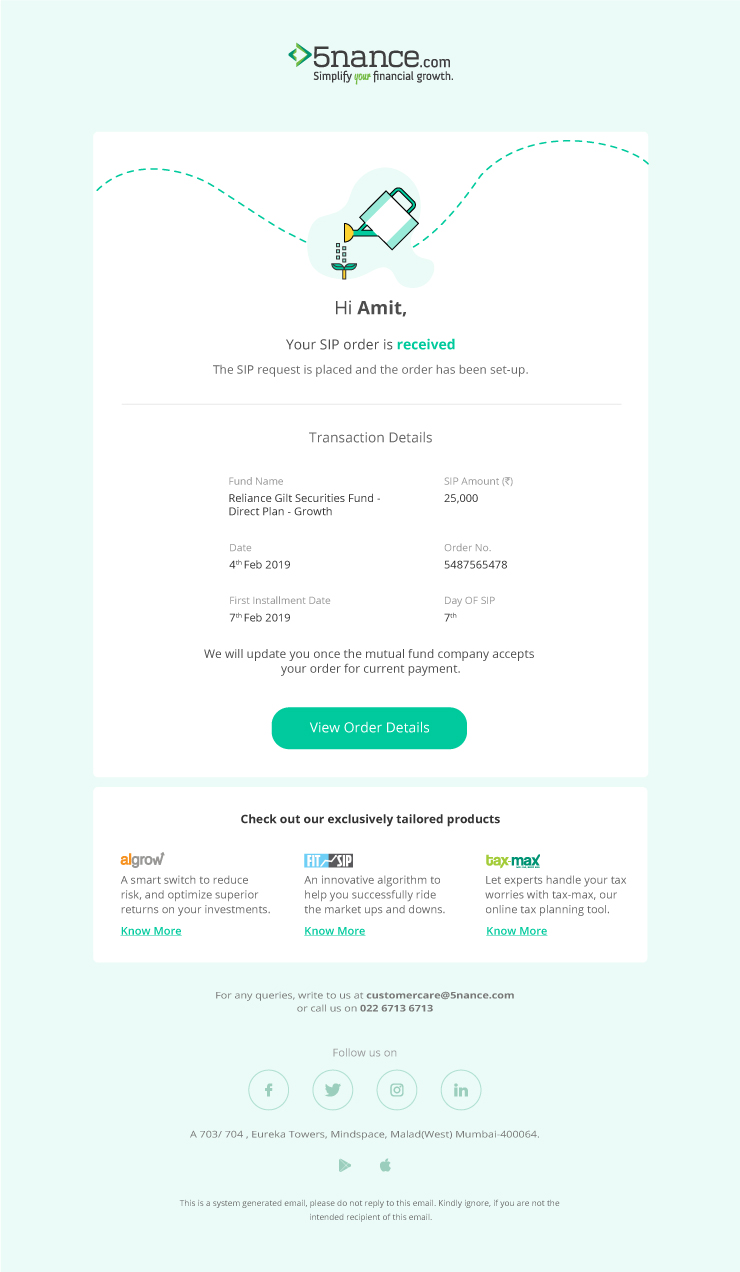 5nance.com
Simplify your financial growth.
Hi Amit,
Your SIP order is received
The SIP request is placed and the order has been set-up.
Transaction Details
Fund Name
Reliance Gilt Securities Fund -
Direct Plan - Growth
SIP Amount (₹)
25,000
Date
4th Feb 2019
Order No.
5487565478
First Installment Date
7th Feb 2019
Day OF SIP
7th
We will update you once the mutual fund company accepts
your order for current payment.
View Order Details
Check out our exclusively tailored products
algrow
A smart switch to reduce
risk, and optimize superior
returns on your investments.
Know More
FIT SIP
An innovative algorithm to
help you successfully ride
the market ups and downs.
Know More
tax-max
Let experts handle your tax
worries with tax-max, our
online tax planning tool.
Know More
For any queries, write to us at customercare@5nance.com
or call us on 022 6713 6713
Follow us on
A 703/ 704 , Eureka Towers, Mindspace, Malad(West) Mumbai-400064.
This is a system generated email, please do not reply to this email. Kindly ignore, if you are not the
intended recipient of this email.